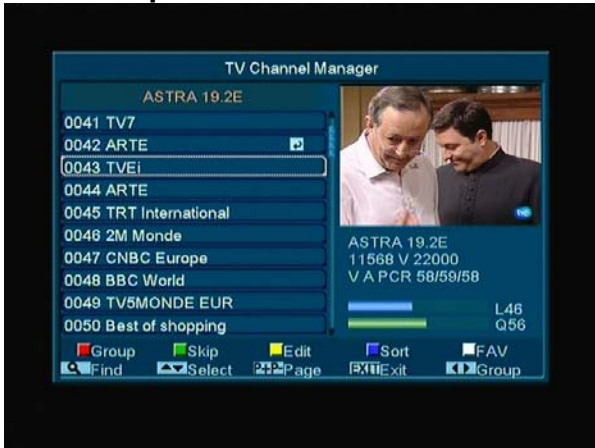 TV Channel Manager
ASTRA 19.2E
0041 TV7
0042 ARTE
0043 TVEi
0044 ARTE
0045 TRT International
0046 2M Monde
0047 CNBC Europe
0048 BBC World
0049 TV5MONDE EUR
0050 Best of shopping
tve
ASTRA 19.2E
11568 V 22000
V A PCR 58/59/58
L46
Q56
Group Skip Edit Sort FAV
Find Select P+P- Page EXIT Exit Group